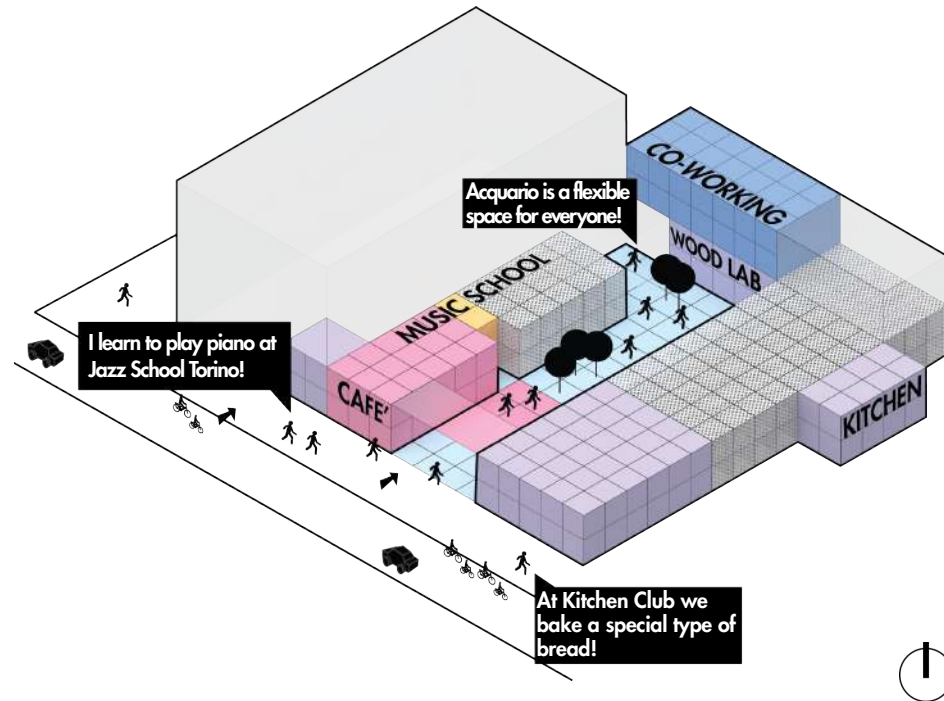 CO-WORKING
Acquario is a flexible
space for everyone!
WOOD LAB
MUSIC SCHOOL
I learn to play piano at
Jazz School Torino!
CAFE'
KITCHEN
At Kitchen Club we
bake a special type of
bread!